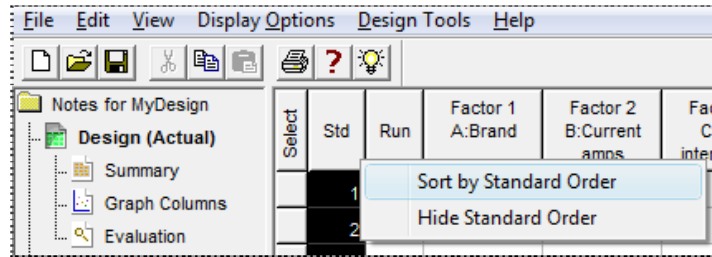 File Edit View Display Options Design Tools Help
Notes for MyDesign
Design (Actual)
Summary
Graph Columns
Evaluation
Select
Std
Run
Factor 1
A:Brand
Factor 2
B:Current
amps
1
2
Sort by Standard Order
Hide Standard Order